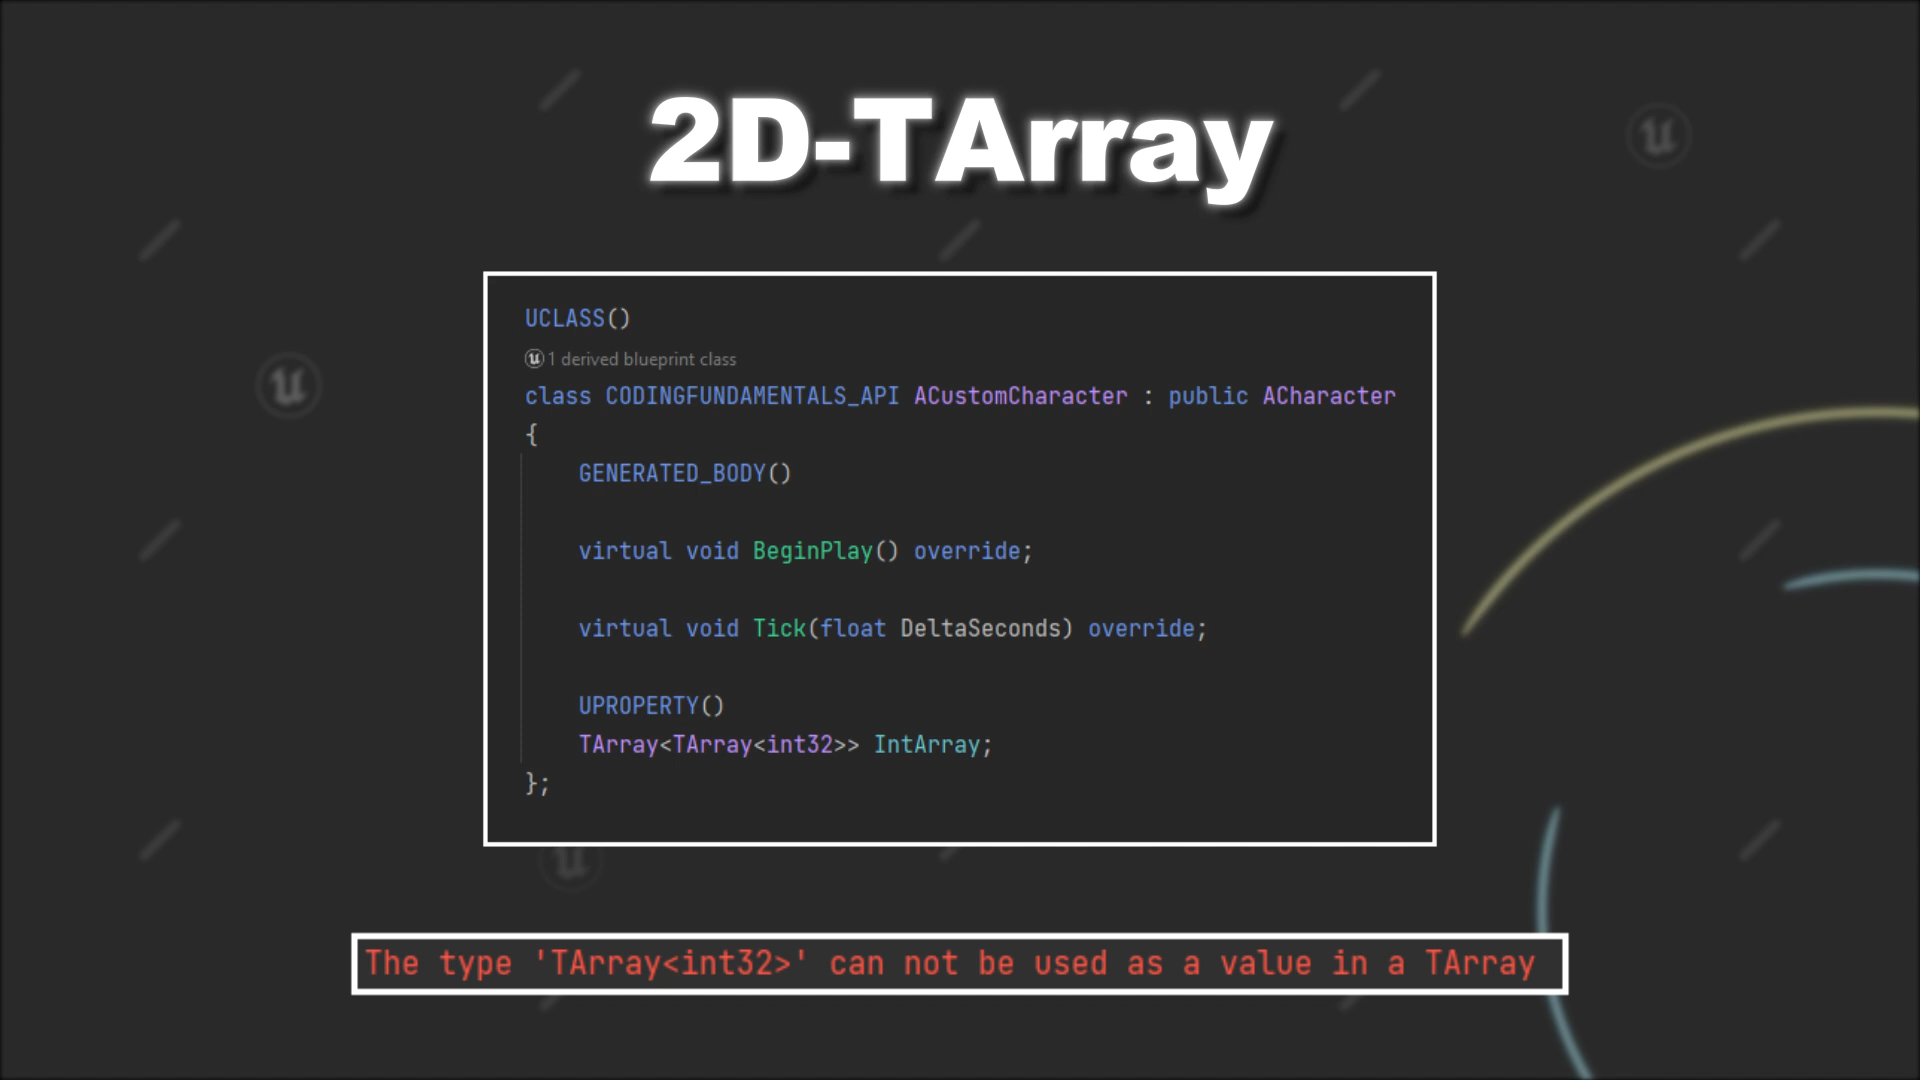 2D-TArray
UCLASS()
1 derived blueprint class
class CODINGFUNDAMENTALS_API ACustomCharacter : public ACharacter
{
GENERATED_BODY()
virtual void BeginPlay() override;
virtual void Tick(float DeltaSeconds) override;
UPROPERTY()
TArray<TArray<int32>> IntArray;
};
The type 'TArray<int32>' can not be used as a value in a TArray